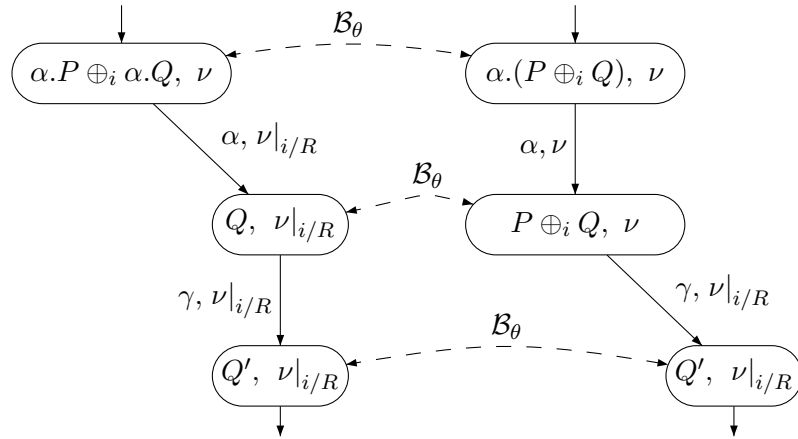 𝓑_θ
α.P ⊕_i α.Q, ν
α.(P ⊕_i Q), ν
α, ν|_{i/R}
α, ν
𝓑_θ
Q, ν|_{i/R}
P ⊕_i Q, ν
γ, ν|_{i/R}
γ, ν|_{i/R}
𝓑_θ
Q′, ν|_{i/R}
Q′, ν|_{i/R}